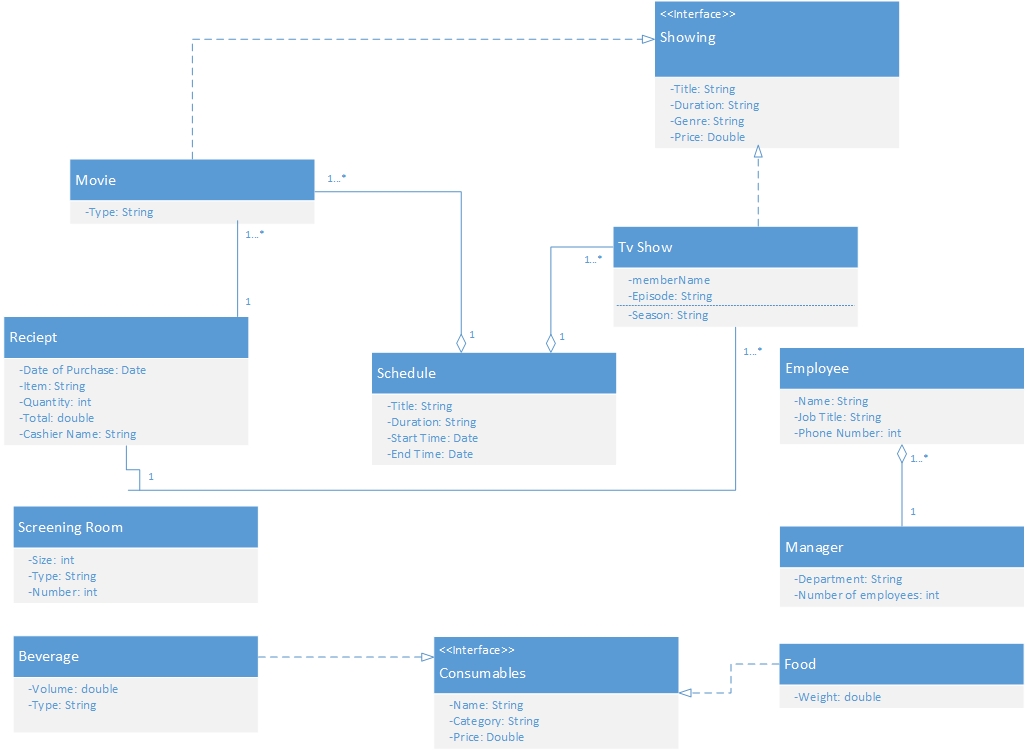 <<Interface>>
Showing
-Title: String
-Duration: String
-Genre: String
-Price: Double
Movie
-Type: String
1...*
1...*
1
Tv Show
-memberName
-Episode: String
-Season: String
1...*
1
1
1...*
Reciept
-Date of Purchase: Date
-Item: String
-Quantity: int
-Total: double
-Cashier Name: String
1
Schedule
-Title: String
-Duration: String
-Start Time: Date
-End Time: Date
Employee
-Name: String
-Job Title: String
-Phone Number: int
1...*
1
Screening Room
-Size: int
-Type: String
-Number: int
Manager
-Department: String
-Number of employees: int
Beverage
-Volume: double
-Type: String
<<Interface>>
Consumables
-Name: String
-Category: String
-Price: Double
Food
-Weight: double